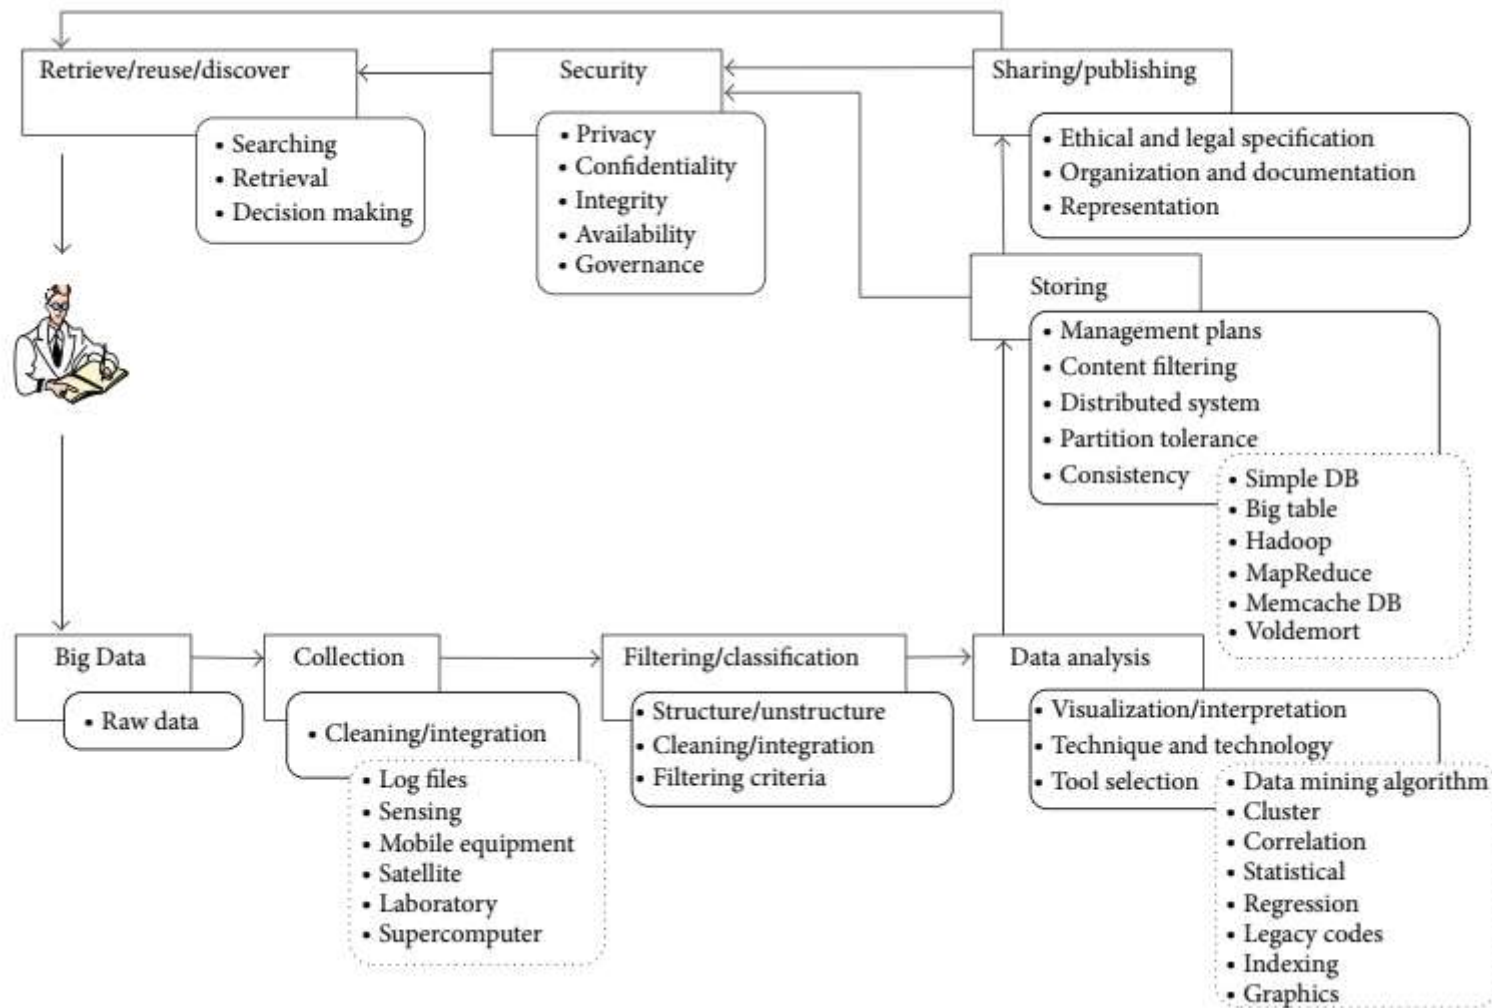 Retrieve/reuse/discover
• Searching
• Retrieval
• Decision making
Security
• Privacy
• Confidentiality
• Integrity
• Availability
• Governance
Sharing/publishing
• Ethical and legal specification
• Organization and documentation
• Representation
Storing
• Management plans
• Content filtering
• Distributed system
• Partition tolerance
• Consistency
• Simple DB
• Big table
• Hadoop
• MapReduce
• Memcache DB
• Voldemort
Big Data
• Raw data
Collection
• Cleaning/integration
• Log files
• Sensing
• Mobile equipment
• Satellite
• Laboratory
• Supercomputer
Filtering/classification
• Structure/unstructure
• Cleaning/integration
• Filtering criteria
Data analysis
• Visualization/interpretation
• Technique and technology
• Tool selection
• Data mining algorithm
• Cluster
• Correlation
• Statistical
• Regression
• Legacy codes
• Indexing
• Graphics